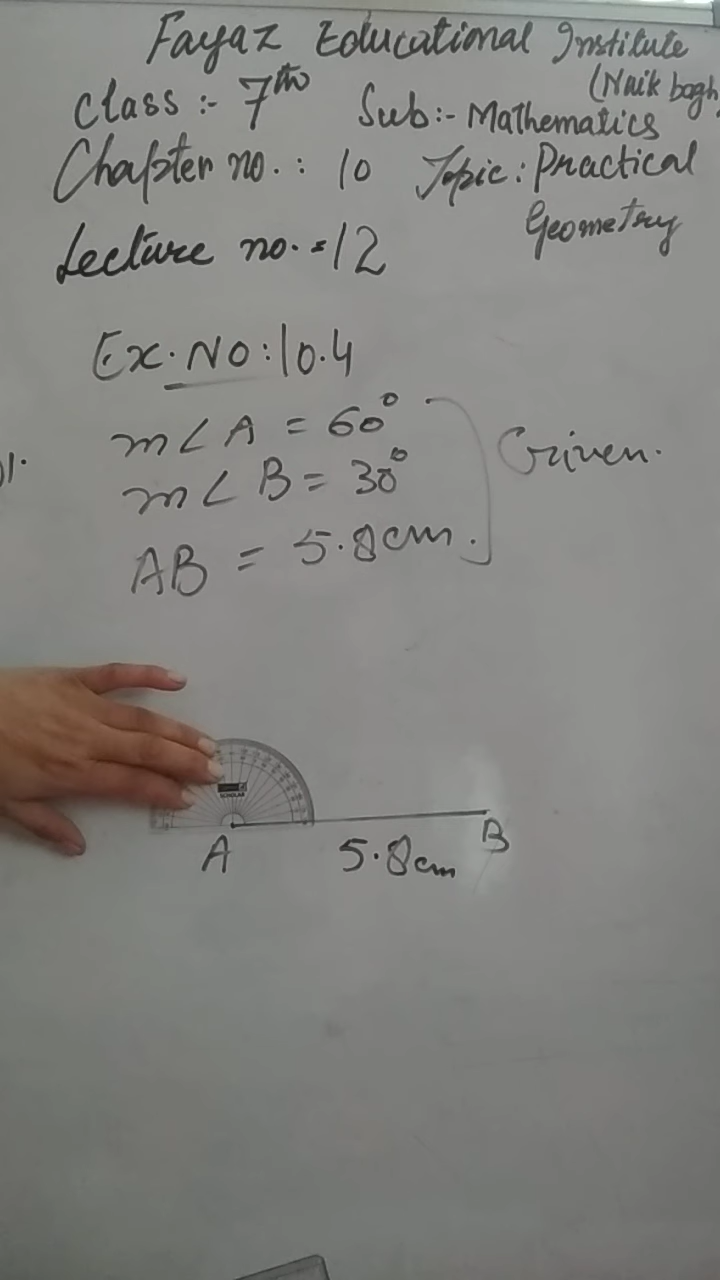 Fayaz Educational Institute
(Naik bagh
Class :- 7th Sub:- Mathematics
Chapter no. : 10 Topic : Practical
Geometry
Lecture no. = 12
Ex. NO : 10.4
m∠A = 60°
m∠B = 30°
Given.
AB = 5.8cm.
SCHOLAR
A 5.8cm B